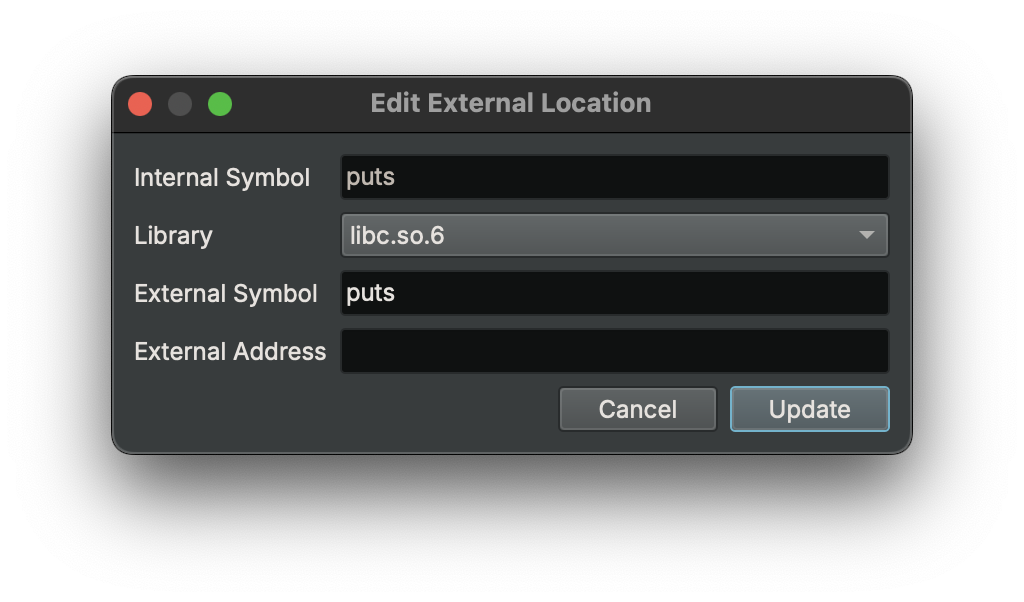 Edit External Location
Internal Symbol puts
Library libc.so.6
External Symbol puts
External Address
Cancel Update